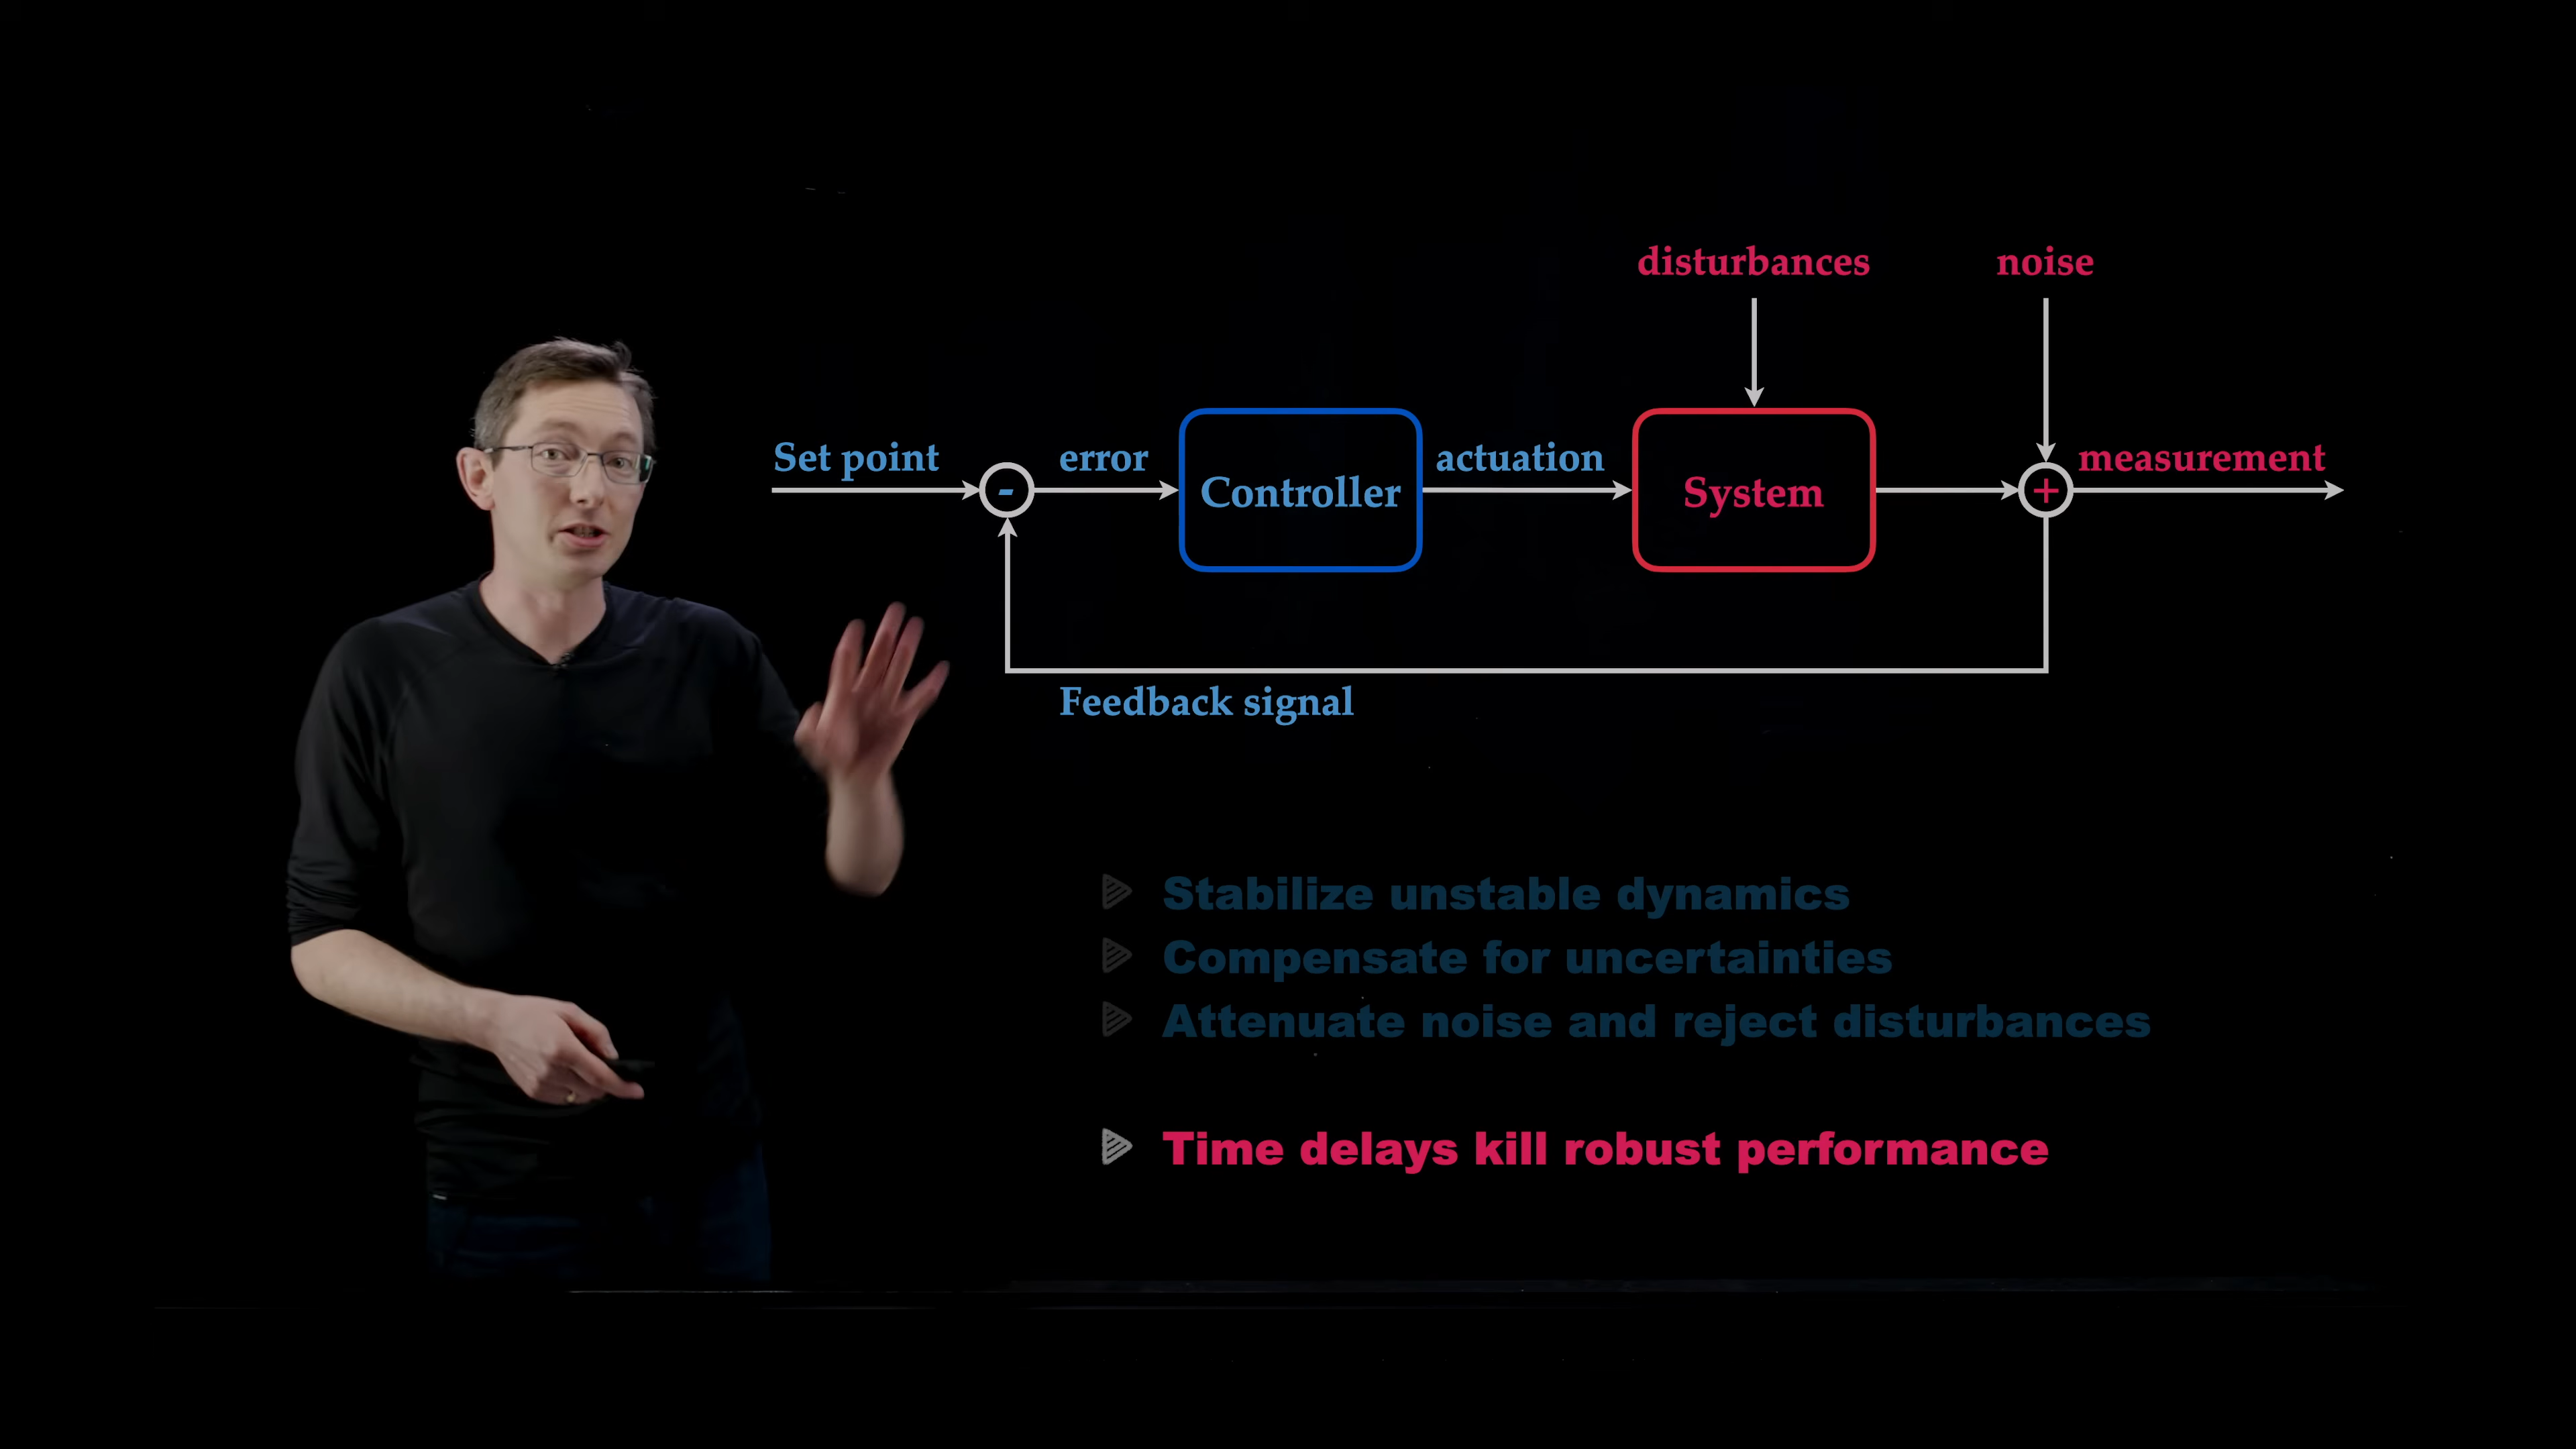 disturbances
noise
Set point
-
error
Controller
actuation
System
+
measurement
Feedback signal
Stabilize unstable dynamics
Compensate for uncertainties
Attenuate noise and reject disturbances
Time delays kill robust performance